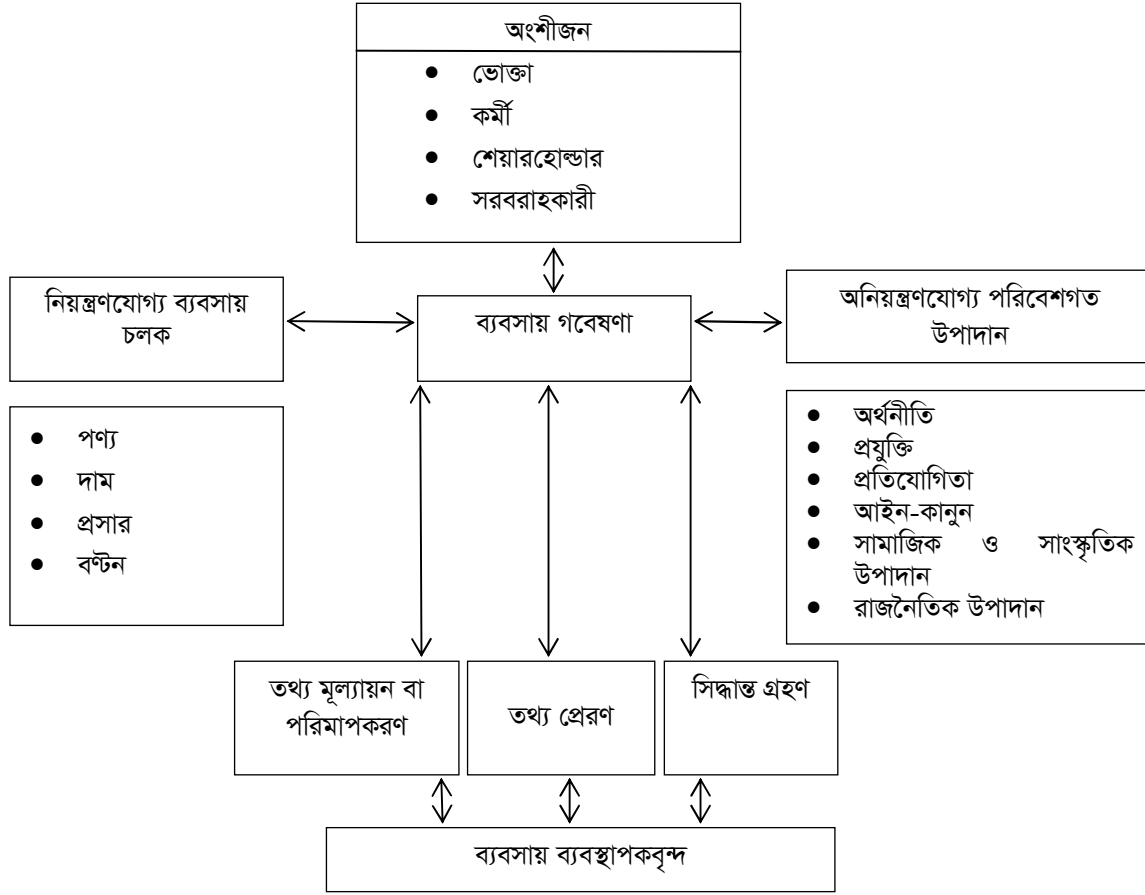 অংশীজন
ভোক্তা
কর্মী
শেয়ারহোল্ডার
সরবরাহকারী
নিয়ন্ত্রণযোগ্য ব্যবসায়
চলক
ব্যবসায় গবেষণা
অনিয়ন্ত্রণযোগ্য পরিবেশগত
উপাদান
পণ্য
দাম
প্রসার
বণ্টন
অর্থনীতি
প্রযুক্তি
প্রতিযোগিতা
আইন-কানুন
সামাজিক ও সাংস্কৃতিক
উপাদান
রাজনৈতিক উপাদান
তথ্য মূল্যায়ন বা
পরিমাপকরণ
তথ্য প্রেরণ
সিদ্ধান্ত গ্রহণ
ব্যবসায় ব্যবস্থাপকবৃন্দ